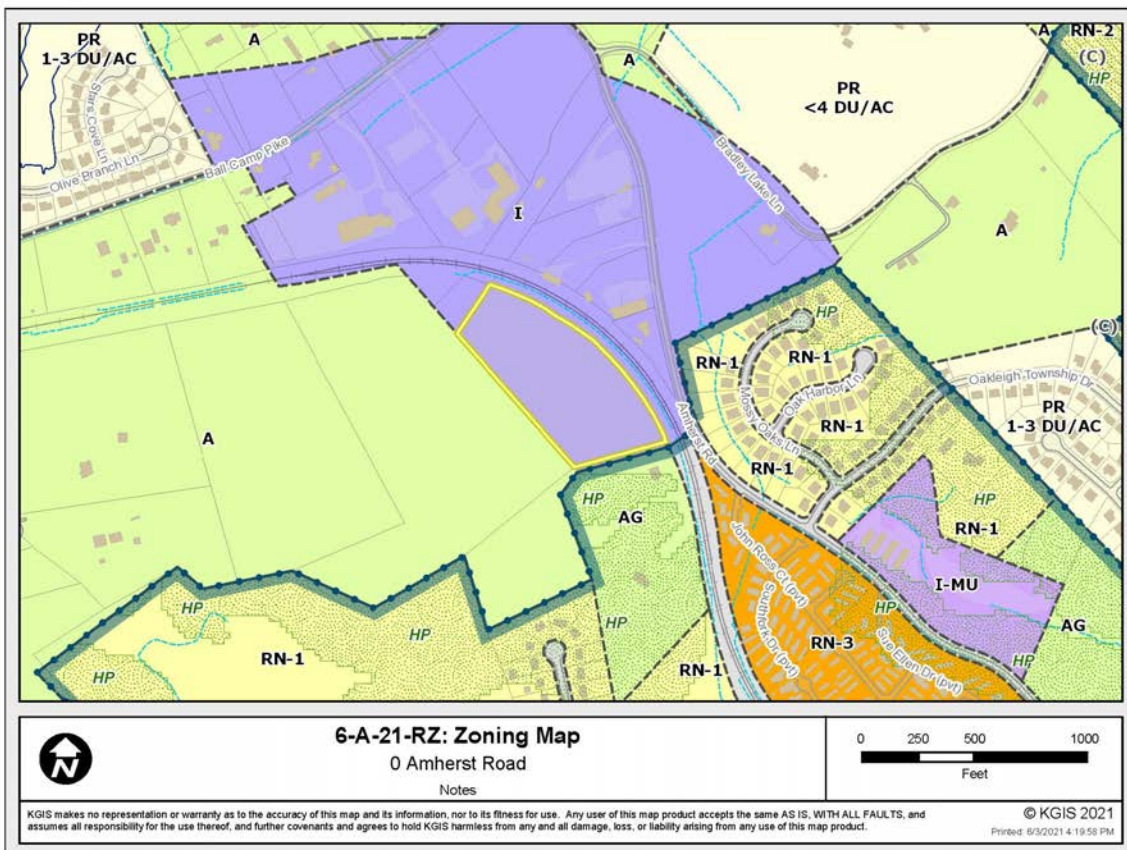 PR
1-3 DU/AC
A
A
A
RN-2
(C)
HP
PR
<4 DU/AC
Stars Cove Ln
Olive Branch Ln
Ball Camp Pike
Bradley Lake Ln
I
A
HP
(C)
RN-1
RN-1
Oak Harbor Ln
Mossy Oaks Ln
Oakleigh Township Dr
PR
1-3 DU/AC
Amherst Rd
RN-1
RN-1
A
HP
AG
HP
RN-1
John Ross Ct (pvt)
Southfork Dr (pvt)
I-MU
HP
AG
HP
HP
HP
RN-1
HP
RN-1
RN-3
Sue Ellen Dr (pvt)
HP
6-A-21-RZ: Zoning Map
0 Amherst Road
Notes
N
0 250 500 1000
Feet
KGIS makes no representation or warranty as to the accuracy of this map and its information, nor to its fitness for use. Any user of this map product accepts the same AS IS, WITH ALL FAULTS, and
assumes all responsibility for the use thereof, and further covenants and agrees to hold KGIS harmless from any and all damage, loss, or liability arising from any use of this map product.
© KGIS 2021
Printed: 6/3/2021 4:19:58 PM